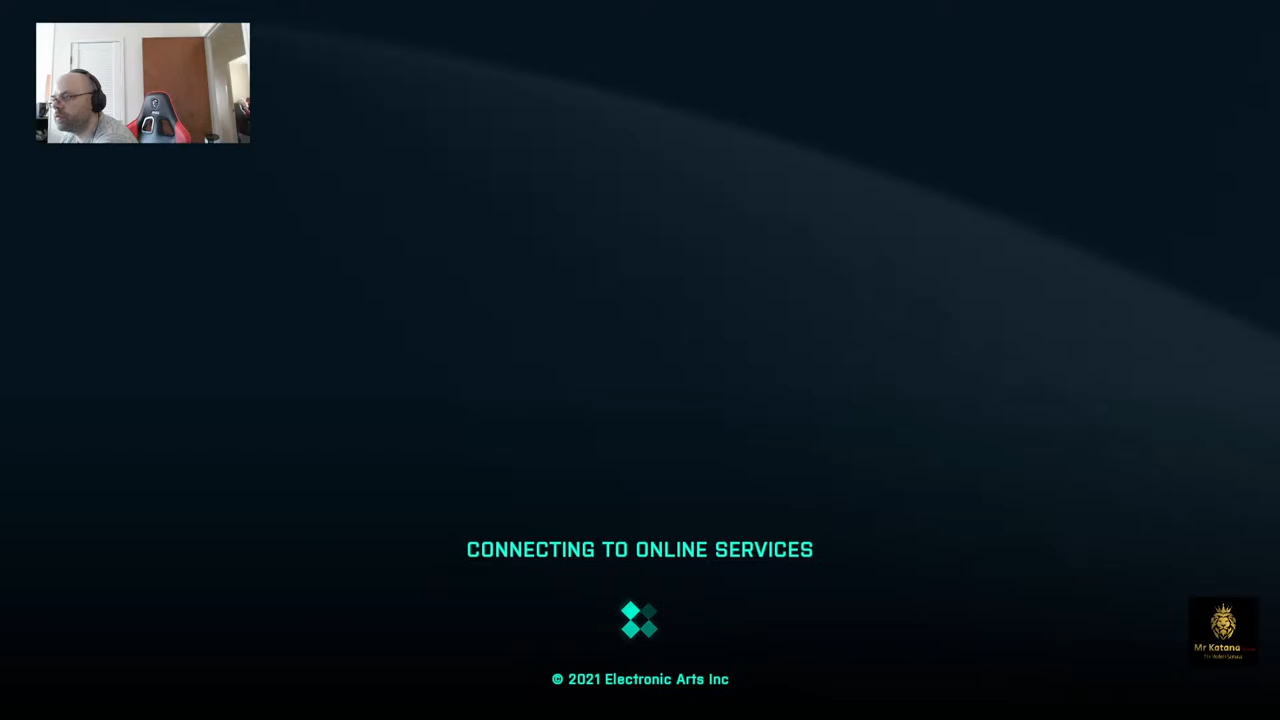 CONNECTING TO ONLINE SERVICES
© 2021 Electronic Arts Inc
Mr Katana